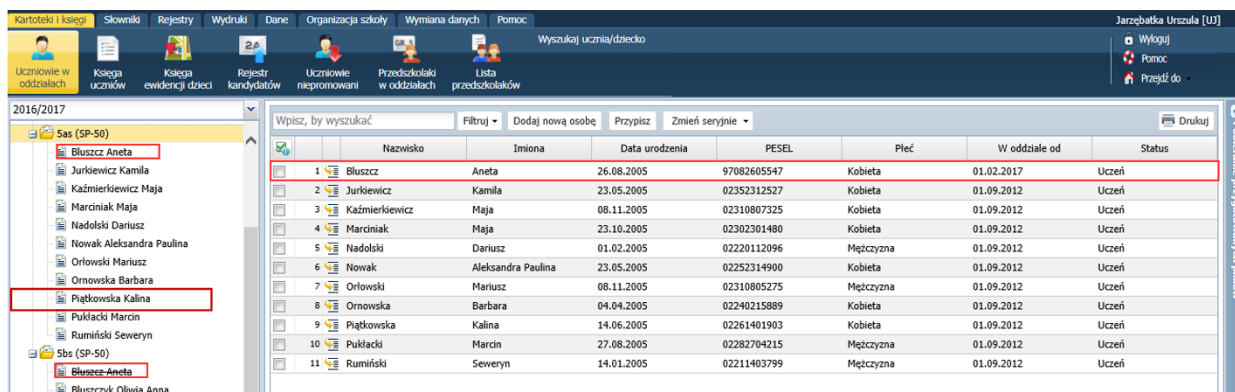 Kartoteki i księgi Słowniki Rejestry Wydruki Dane Organizacja szkoły Wymiana danych Pomoc Jarzębatka Urszula [UJ]
Uczniowie w oddziałach
Księga uczniów
Księga ewidencji dzieci
Rejestr kandydatów
Uczniowie niepromowani
Przedszkolaki w oddziałach
Lista przedszkolaków
Wyszukaj ucznia/dziecko
Wyloguj
Pomoc
Przejdź do
2016/2017
5as (SP-50)
Bluszcz Aneta
Jurkiewicz Kamila
Kaźmierkiewicz Maja
Marciniak Maja
Nadolski Dariusz
Nowak Aleksandra Paulina
Orłowski Mariusz
Ornowska Barbara
Piątkowska Kalina
Pukłacki Marcin
Rumiński Seweryn
5bs (SP-50)
Bluszcz Aneta
Bluszczyk Oliwia Anna
Wpisz, by wyszukać Filtruj Dodaj nową osobę Przypisz Zmień seryjnie Drukuj
Nazwisko Imiona Data urodzenia PESEL Płeć W oddziale od Status
1 Bluszcz Aneta 26.08.2005 97082605547 Kobieta 01.02.2017 Uczeń
2 Jurkiewicz Kamila 23.05.2005 02352312527 Kobieta 01.09.2012 Uczeń
3 Kaźmierkiewicz Maja 08.11.2005 02310807325 Kobieta 01.09.2012 Uczeń
4 Marciniak Maja 23.10.2005 02302301480 Kobieta 01.09.2012 Uczeń
5 Nadolski Dariusz 01.02.2005 02220112096 Mężczyzna 01.09.2012 Uczeń
6 Nowak Aleksandra Paulina 23.05.2005 02252314900 Kobieta 01.09.2012 Uczeń
7 Orłowski Mariusz 08.11.2005 02310805275 Mężczyzna 01.09.2012 Uczeń
8 Ornowska Barbara 04.04.2005 02240215889 Kobieta 01.09.2012 Uczeń
9 Piątkowska Kalina 14.06.2005 02261401903 Kobieta 01.09.2012 Uczeń
10 Pukłacki Marcin 27.08.2005 02282704215 Mężczyzna 01.09.2012 Uczeń
11 Rumiński Seweryn 14.01.2005 02211403799 Mężczyzna 01.09.2012 Uczeń